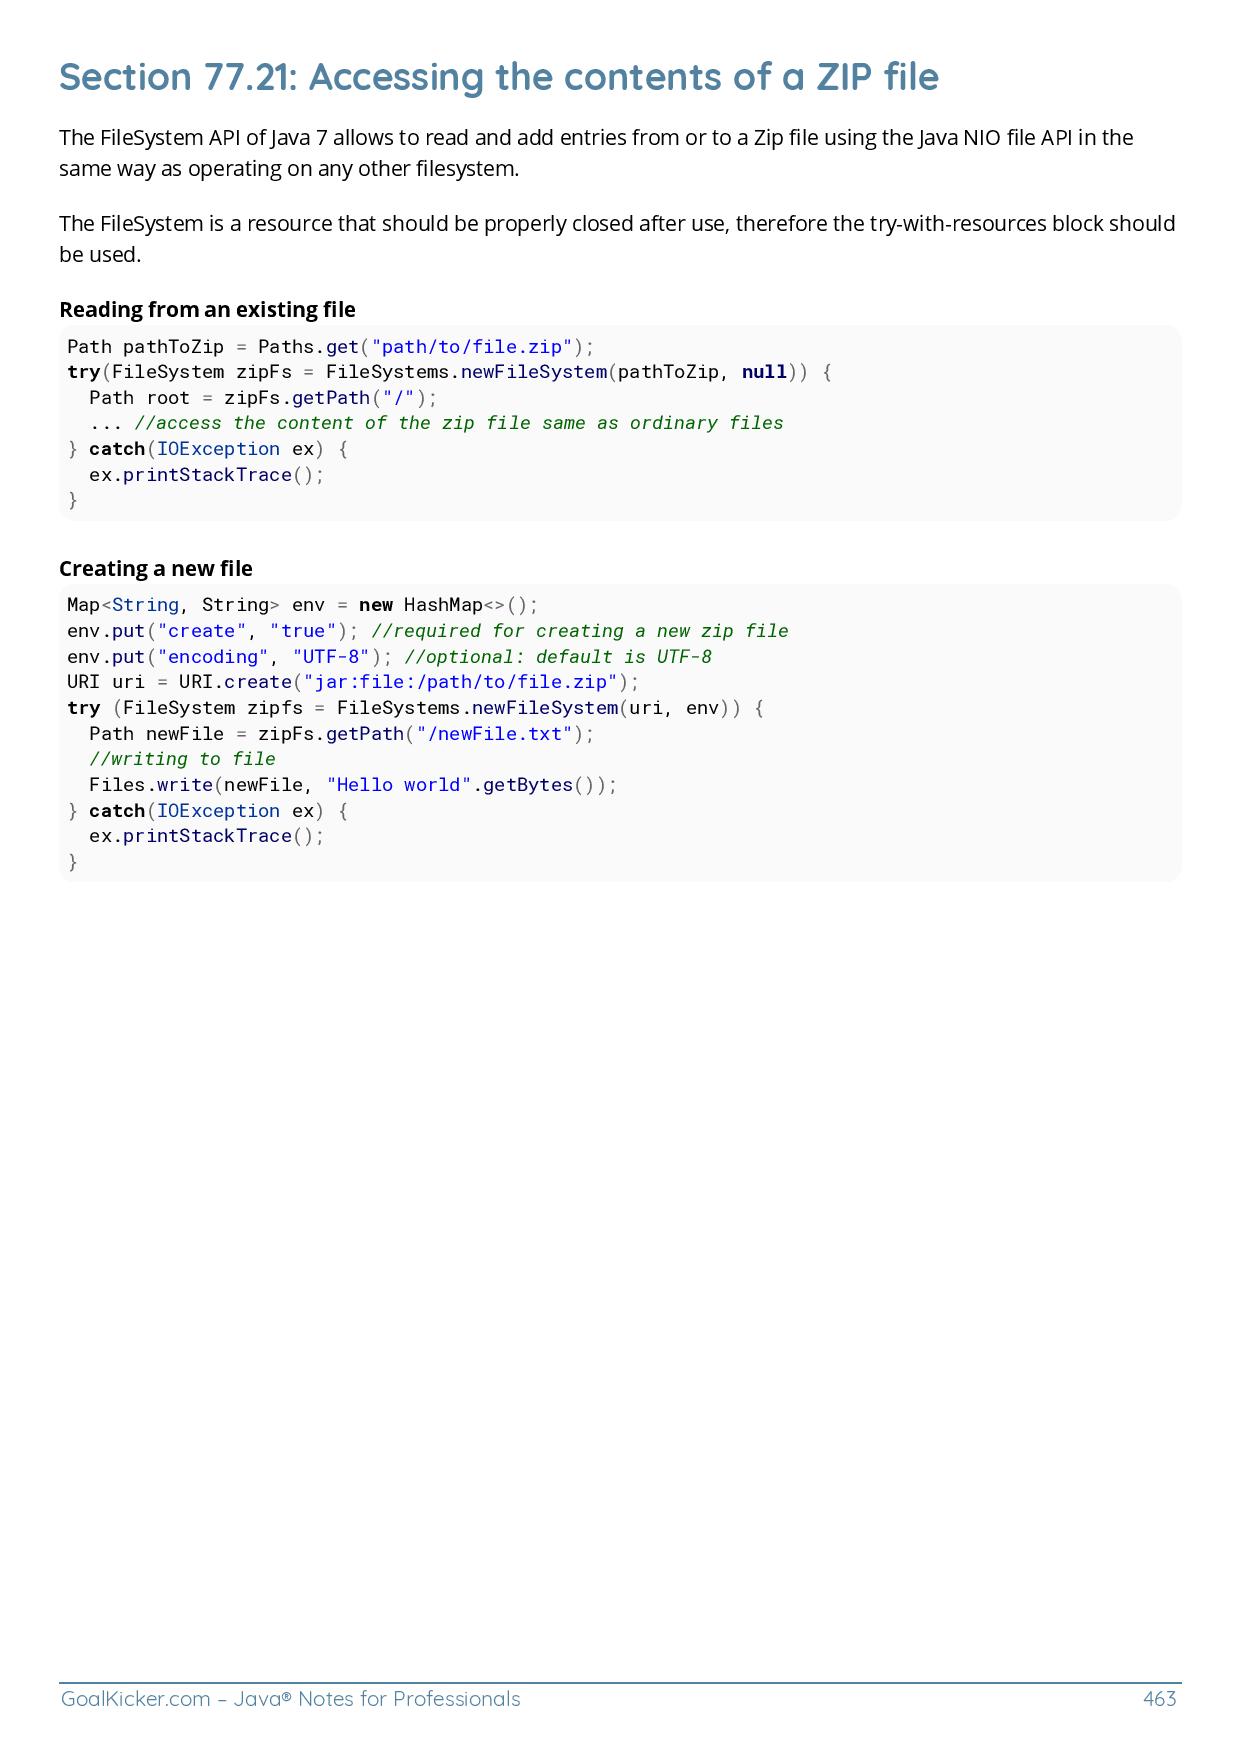 Section 77.21: Accessing the contents of a ZIP file
The FileSystem API of Java 7 allows to read and add entries from or to a Zip file using the Java NIO file API in the
same way as operating on any other filesystem.
The FileSystem is a resource that should be properly closed after use, therefore the try-with-resources block should
be used.
Reading from an existing file
Path pathToZip = Paths.get("path/to/file.zip");
try(FileSystem zipFs = FileSystems.newFileSystem(pathToZip, null)) {
  Path root = zipFs.getPath("/");
  ... //access the content of the zip file same as ordinary files
} catch(IOException ex) {
  ex.printStackTrace();
}
Creating a new file
Map<String, String> env = new HashMap<>();
env.put("create", "true"); //required for creating a new zip file
env.put("encoding", "UTF-8"); //optional: default is UTF-8
URI uri = URI.create("jar:file:/path/to/file.zip");
try (FileSystem zipfs = FileSystems.newFileSystem(uri, env)) {
  Path newFile = zipFs.getPath("/newFile.txt");
  //writing to file
  Files.write(newFile, "Hello world".getBytes());
} catch(IOException ex) {
  ex.printStackTrace();
}
GoalKicker.com – Java® Notes for Professionals 463